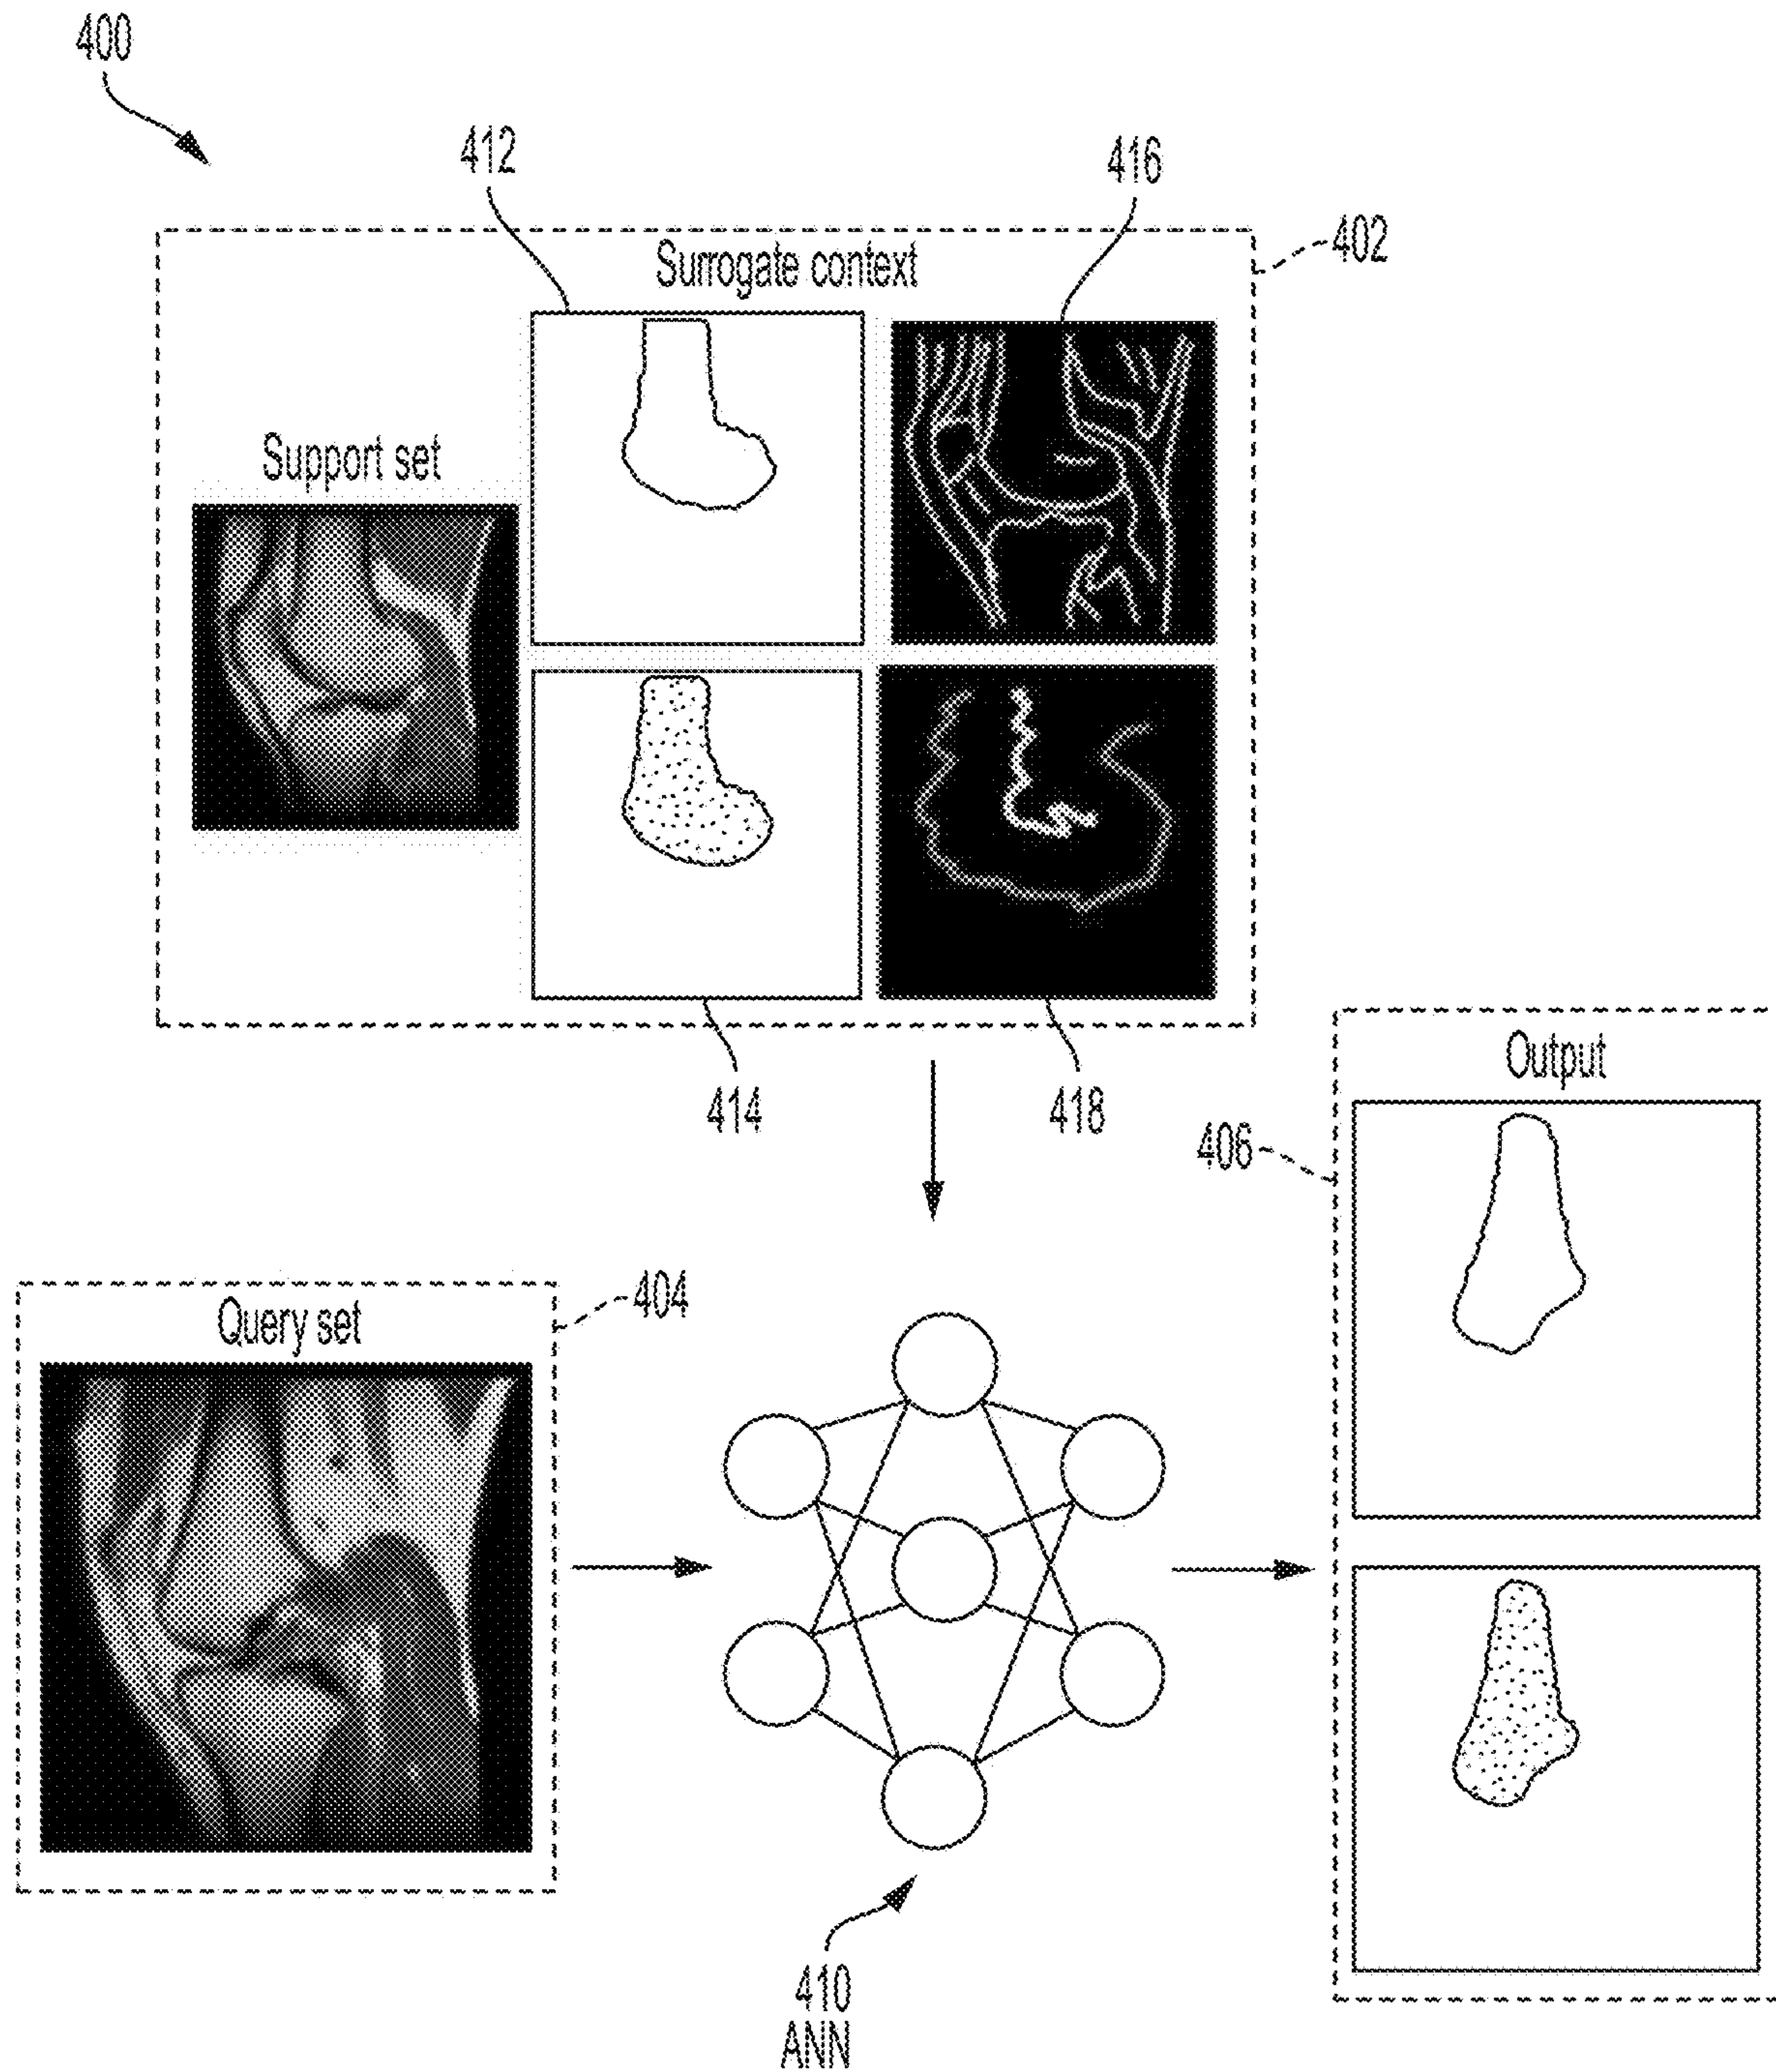 400
412
416
402
Surrogate context
Support set
414
418
Output
406
404
Query set
410
ANN